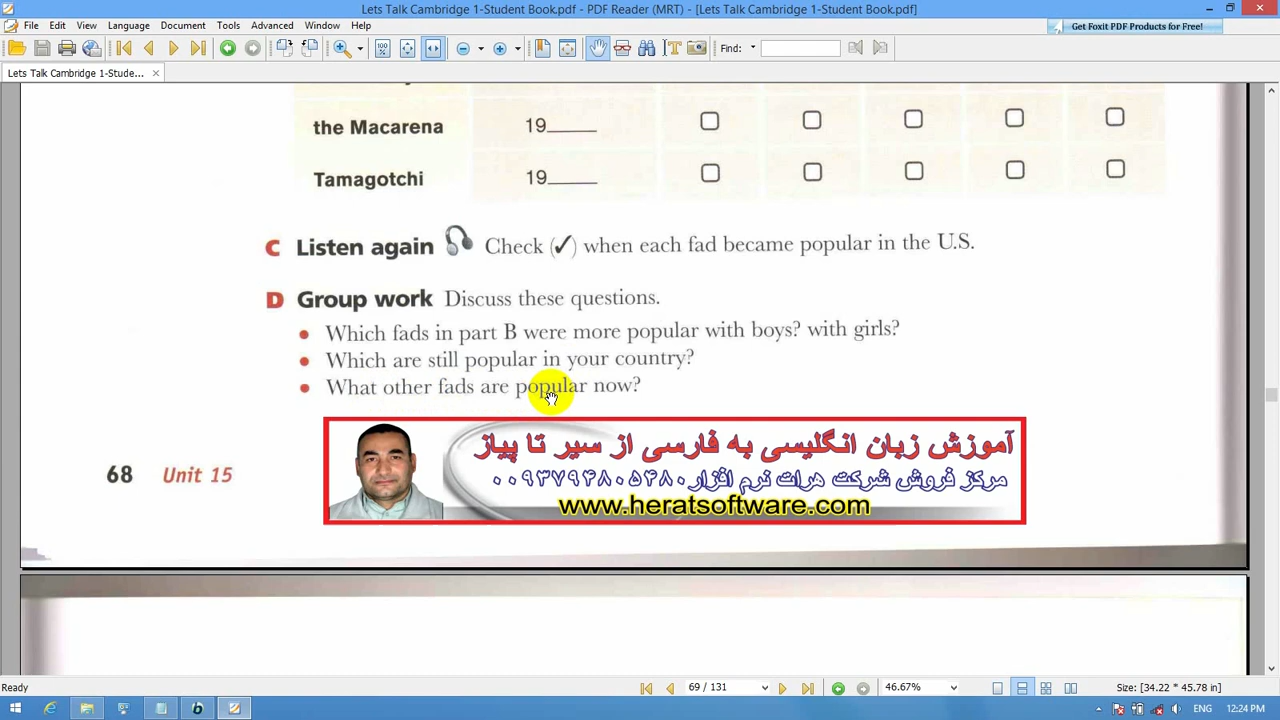 Lets Talk Cambridge 1-Student Book.pdf - PDF Reader (MRT) - [Lets Talk Cambridge 1-Student Book.pdf]
File Edit View Language Document Tools Advanced Window Help
Get Foxit PDF Products for Free!
Find:
Lets Talk Cambridge 1-Stude...
the Macarena 19____
Tamagotchi 19____
C Listen again Check (✓) when each fad became popular in the U.S.
D Group work Discuss these questions.
• Which fads in part B were more popular with boys? with girls?
• Which are still popular in your country?
• What other fads are popular now?
آموزش زبان انگلیسی به فارسی از سیر تا پیاز
مرکز فروش شرکت هرات نرم افزار ۰۰۹۳۷۹۴۸۰۵۴۸۰
www.heratsoftware.com
68 Unit 15
Ready
69 / 131
46.67%
Size: [34.22 * 45.78 in]
ENG 12:24 PM